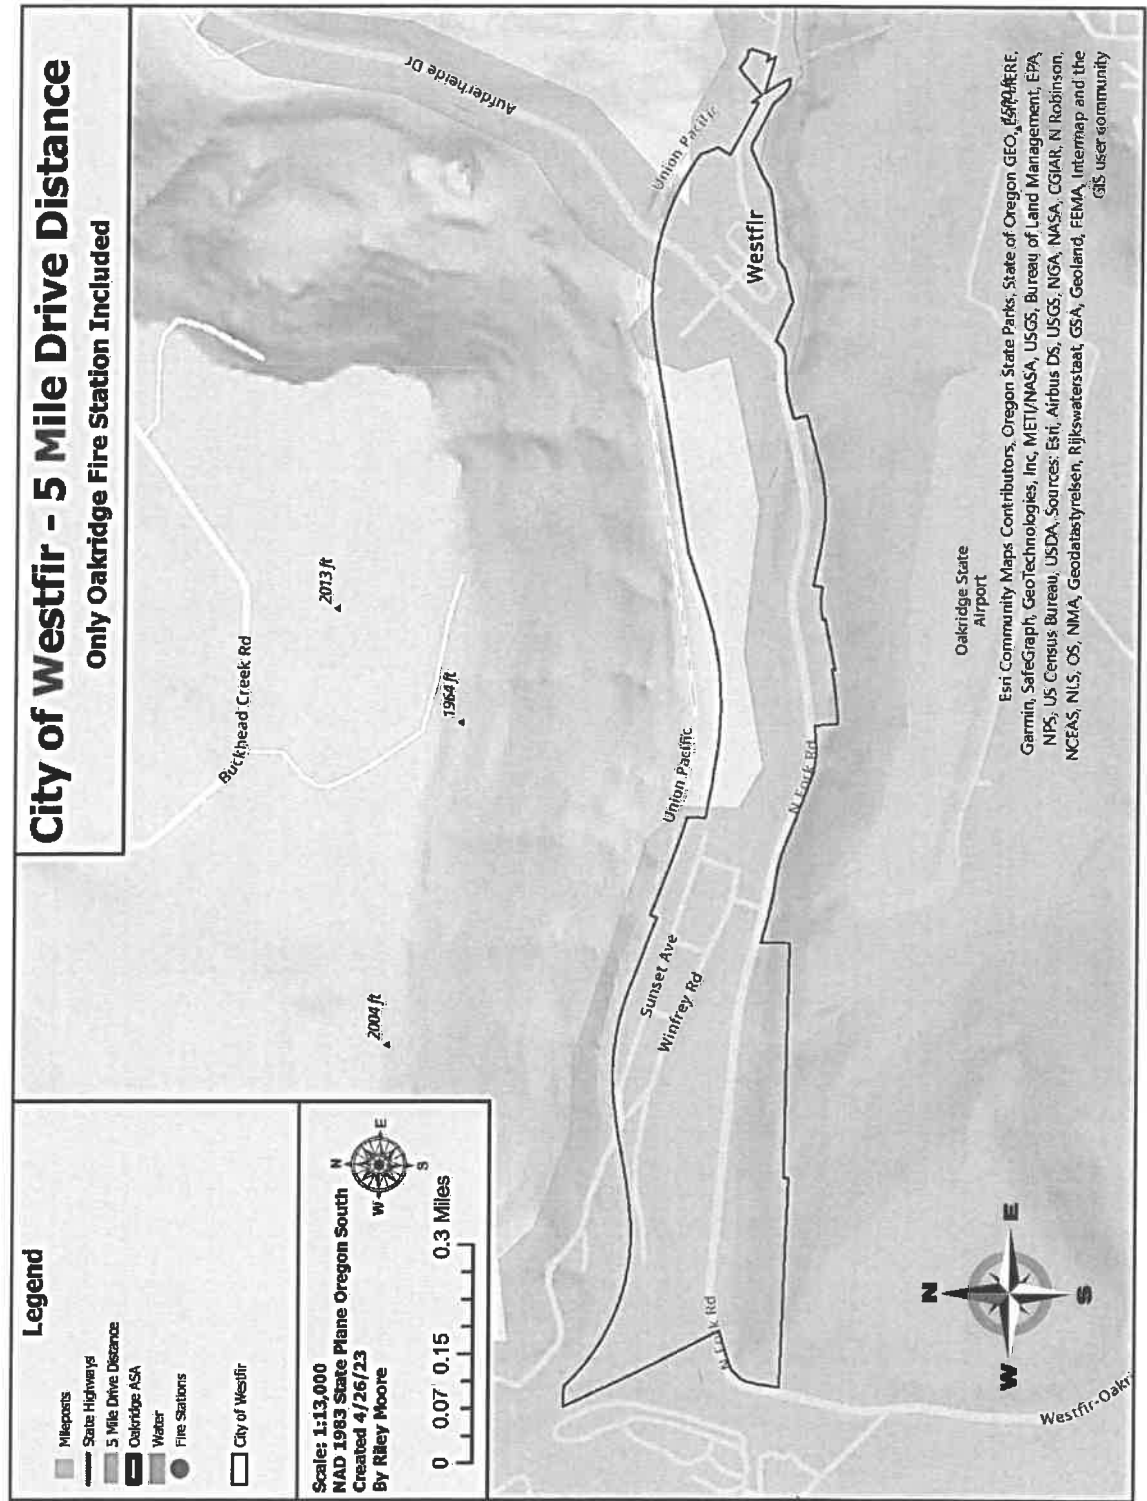 City of Westfir - 5 Mile Drive Distance
Only Oakridge Fire Station Included
Legend
Mileposts
State Highways
5 Mile Drive Distance
Oakridge ASA
Water
Fire Stations
City of Westfir
Scale: 1:13,000
NAD 1983 State Plane Oregon South
Created 4/26/23
By Riley Moore
N
W
E
S
0 0.07 0.15 0.3 Miles
Buckhead Creek Rd
2013 ft
1964 ft
2004 ft
Aufderheide Dr
Union Pacific
Union Pacific
Westfir
Sunset Ave
Winfrey Rd
N Fork Rd
N Fork Rd
Oakridge State
Airport
Westfir-Oakri
N
W
E
S
Esri Community Maps Contributors, Oregon State Parks, State of Oregon GEO, Esri, HERE,
Garmin, SafeGraph, GeoTechnologies, Inc, METI/NASA, USGS, Bureau of Land Management, EPA,
NPS, US Census Bureau, USDA, Sources: Esri, Airbus DS, USGS, NGA, NASA, CGIAR, N Robinson,
NCEAS, NLS, OS, NMA, Geodatastyrelsen, Rijkswaterstaat, GSA, Geoland, FEMA, Intermap and the
GIS user community